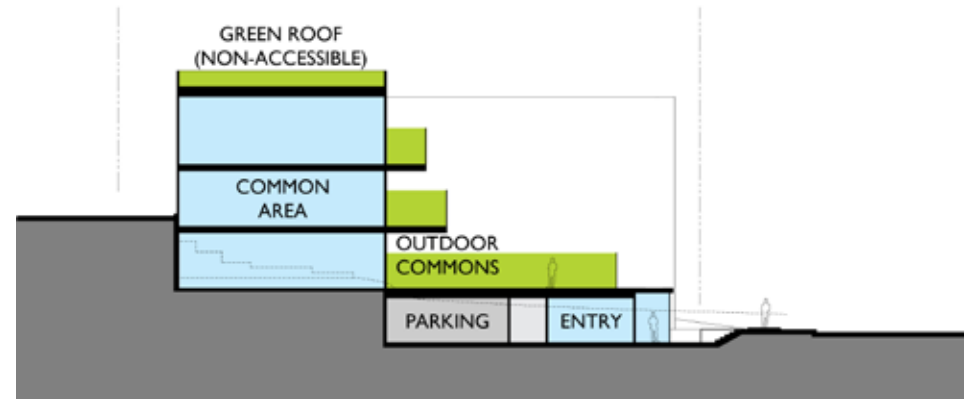 GREEN ROOF
(NON-ACCESSIBLE)
COMMON
AREA
OUTDOOR
COMMONS
PARKING
ENTRY